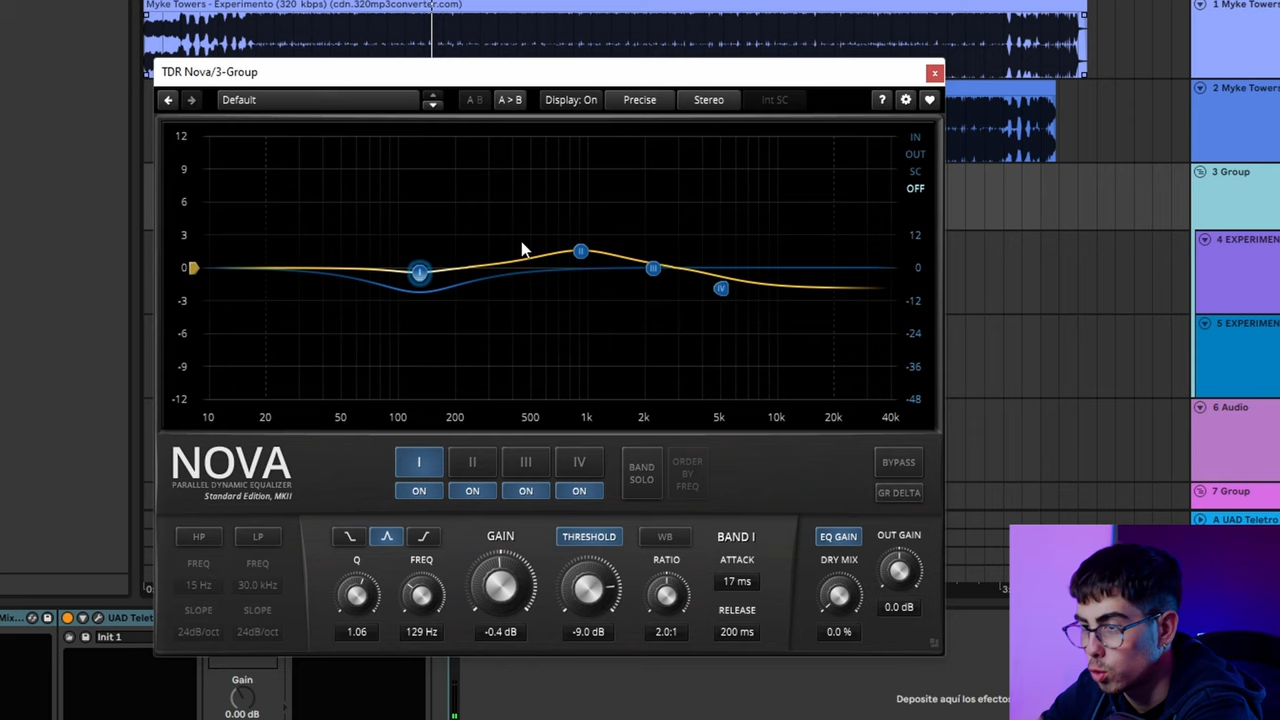 Myke Towers - Experimento (320 kbps) (cdn.320mp3converter.com)
1 Myke Towers
TDR Nova/3-Group
Default
A B
A > B
Display: On
Precise
Stereo
Int SC
?
2 Myke Towers
12
9
6
3
0
-3
-6
-9
-12
IN
OUT
SC
OFF
12
0
-12
-24
-36
-48
I
II
III
IV
10 20 50 100 200 500 1k 2k 5k 10k 20k 40k
3 Group
4 EXPERIMEN
5 EXPERIMEN
6 Audio
7 Group
A UAD Teletro
NOVA
PARALLEL DYNAMIC EQUALIZER
Standard Edition, MKII
I II III IV
ON ON ON ON
BAND
SOLO
ORDER
BY
FREQ
BYPASS
GR DELTA
HP LP
FREQ FREQ
15 Hz 30.0 kHz
SLOPE SLOPE
24dB/oct 24dB/oct
Q
1.06
FREQ
129 Hz
GAIN
-0.4 dB
THRESHOLD
-9.0 dB
WB
RATIO
2.0:1
BAND I
ATTACK
17 ms
RELEASE
200 ms
EQ GAIN
DRY MIX
0.0 %
OUT GAIN
0.0 dB
Mix...
UAD Telet
Init 1
Gain
0.00 dB
Deposite aquí los efectos